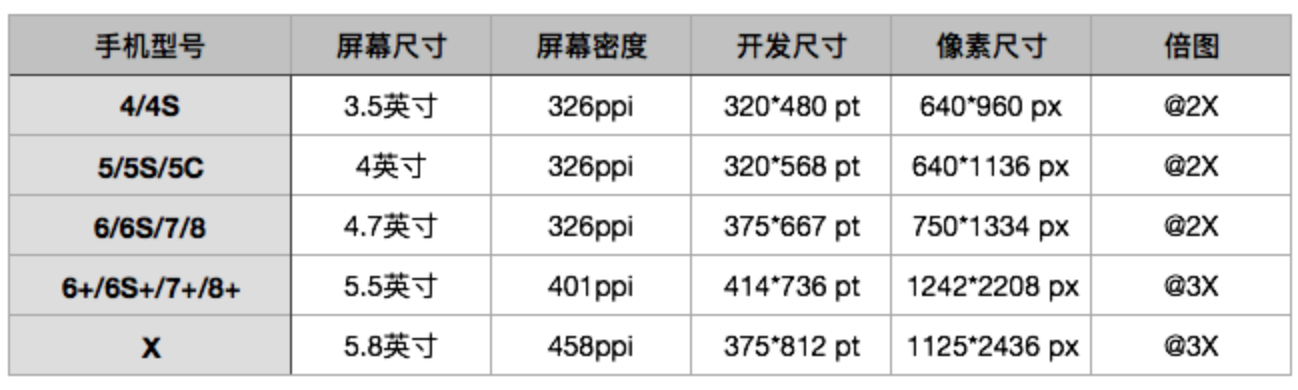 手机型号 屏幕尺寸 屏幕密度 开发尺寸 像素尺寸 倍图
4/4S 3.5英寸 326ppi 320*480 pt 640*960 px @2X
5/5S/5C 4英寸 326ppi 320*568 pt 640*1136 px @2X
6/6S/7/8 4.7英寸 326ppi 375*667 pt 750*1334 px @2X
6+/6S+/7+/8+ 5.5英寸 401ppi 414*736 pt 1242*2208 px @3X
X 5.8英寸 458ppi 375*812 pt 1125*2436 px @3X